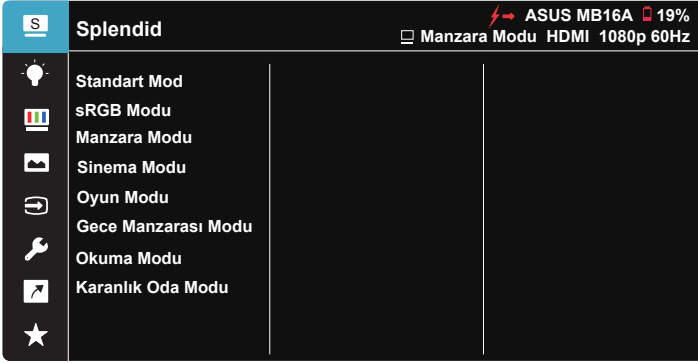 S
Splendid
ASUS MB16A 19%
Manzara Modu HDMI 1080p 60Hz
Standart Mod
sRGB Modu
Manzara Modu
Sinema Modu
Oyun Modu
Gece Manzarası Modu
Okuma Modu
Karanlık Oda Modu